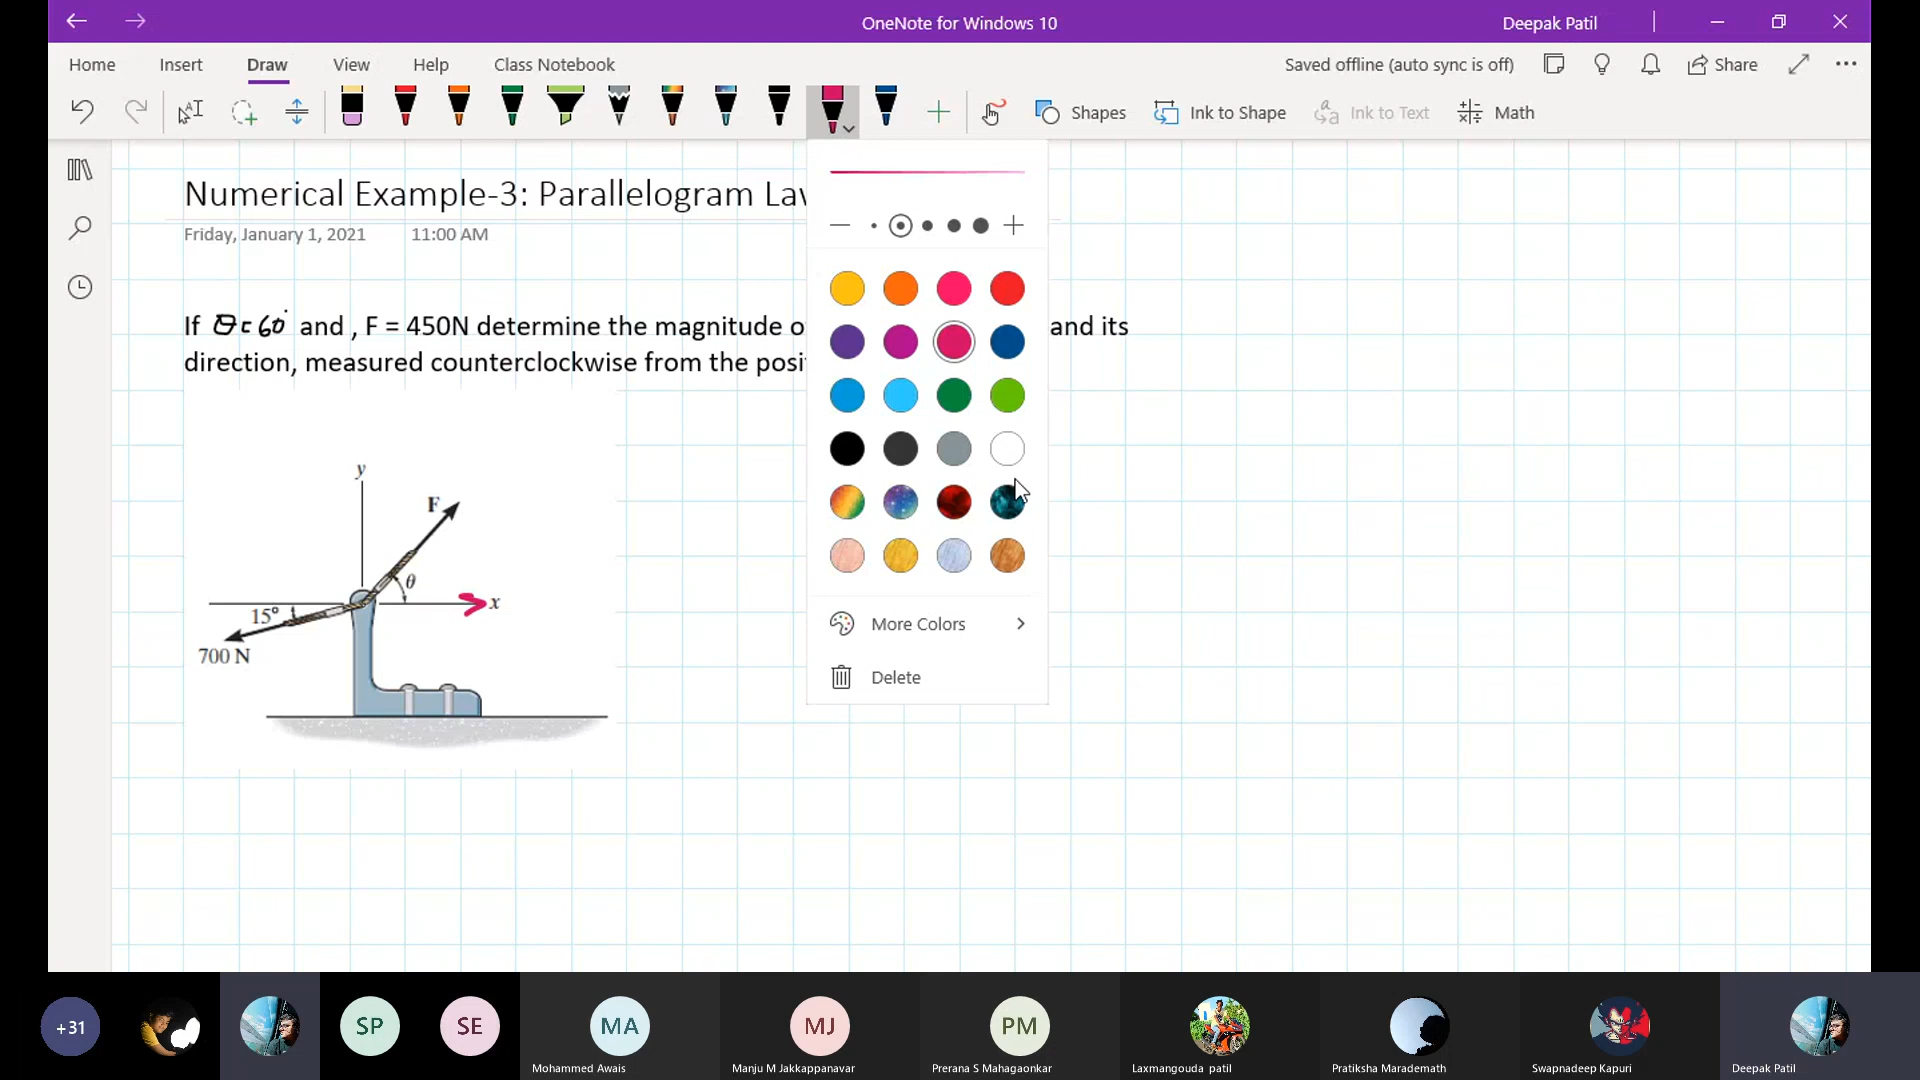 OneNote for Windows 10
Deepak Patil
Home Insert Draw View Help Class Notebook
Saved offline (auto sync is off)
Share
Shapes Ink to Shape Ink to Text Math
Numerical Example-3: Parallelogram
Friday, January 1, 2021 11:00 AM
If θ = 60° and , F = 450N determine the magnitude and its
direction, measured counterclockwise from the
y
F
θ
15°
x
700 N
More Colors
Delete
+31
SP
SE
MA
MJ
PM
Mohammed Awais
Manju M Jakkappanavar
Prerana S Mahagaonkar
Laxmangouda patil
Pratiksha Marademath
Swapnadeep Kapuri
Deepak Patil